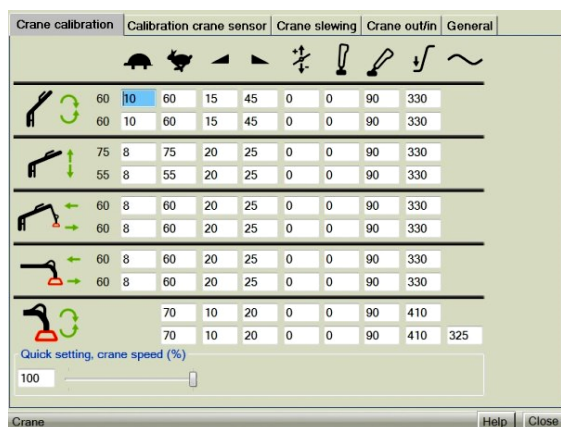 Crane calibration Calibration crane sensor Crane slewing Crane out/in General
60 10 60 15 45 0 0 90 330
60 10 60 15 45 0 0 90 330
75 8 75 20 25 0 0 90 330
55 8 55 20 25 0 0 90 330
60 8 60 20 25 0 0 90 330
60 8 60 20 25 0 0 90 330
60 8 60 20 25 0 0 90 330
60 8 60 20 25 0 0 90 330
70 10 20 0 0 90 410
70 10 20 0 0 90 410 325
Quick setting, crane speed (%)
100
Crane Help Close